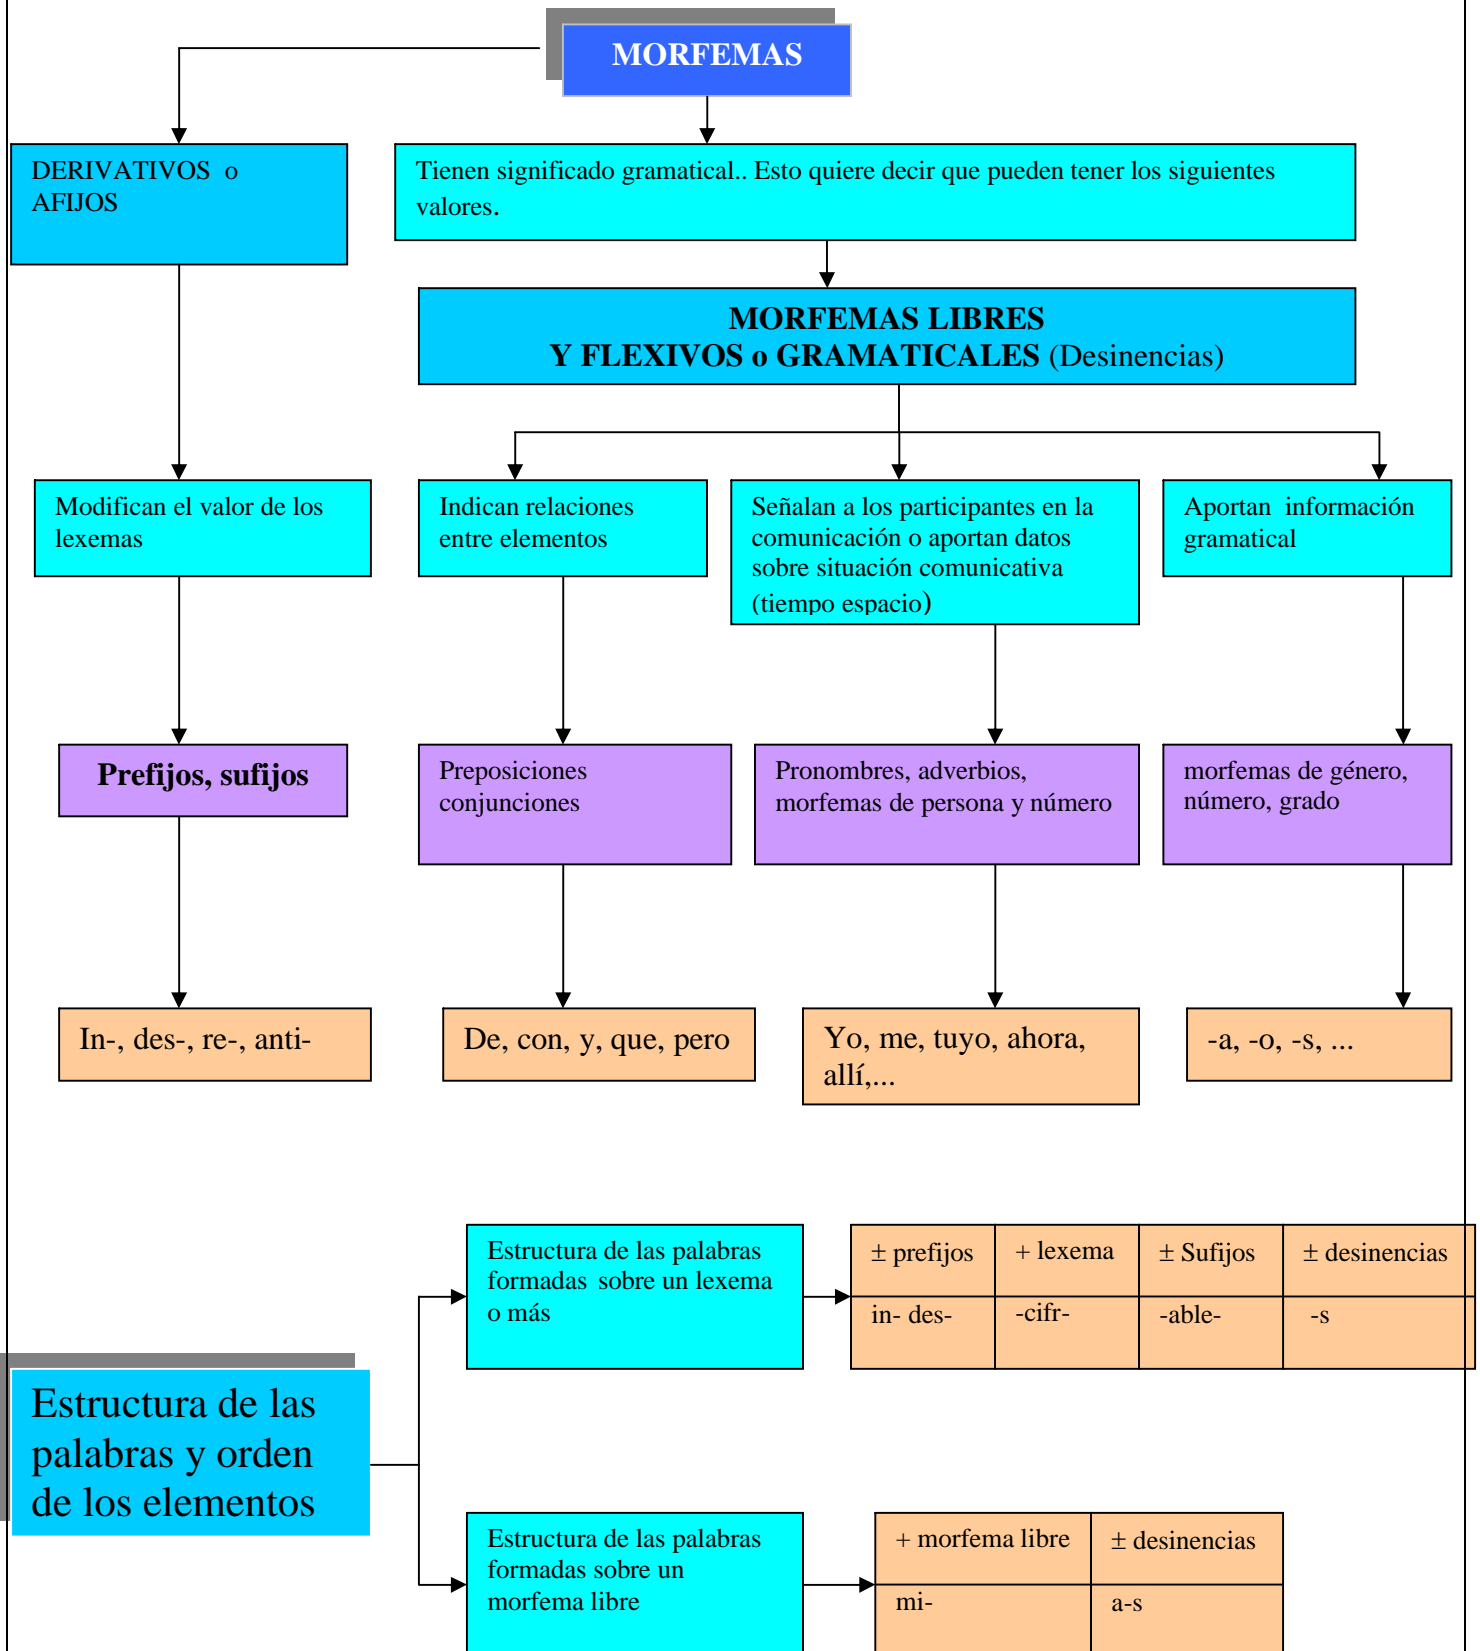 MORFEMAS
DERIVATIVOS o
AFIJOS
Tienen significado gramatical.. Esto quiere decir que pueden tener los siguientes
valores.
MORFEMAS LIBRES
Y FLEXIVOS o GRAMATICALES (Desinencias)
Modifican el valor de los
lexemas
Indican relaciones
entre elementos
Señalan a los participantes en la
comunicación o aportan datos
sobre situación comunicativa
(tiempo espacio)
Aportan información
gramatical
Prefijos, sufijos
Preposiciones
conjunciones
Pronombres, adverbios,
morfemas de persona y número
morfemas de género,
número, grado
In-, des-, re-, anti-
De, con, y, que, pero
Yo, me, tuyo, ahora,
allí,...
-a, -o, -s, ...
Estructura de las palabras
formadas sobre un lexema
o más
± prefijos + lexema ± Sufijos ± desinencias
in- des- -cifr- -able- -s
Estructura de las
palabras y orden
de los elementos
Estructura de las palabras
formadas sobre un
morfema libre
+ morfema libre ± desinencias
mi- a-s